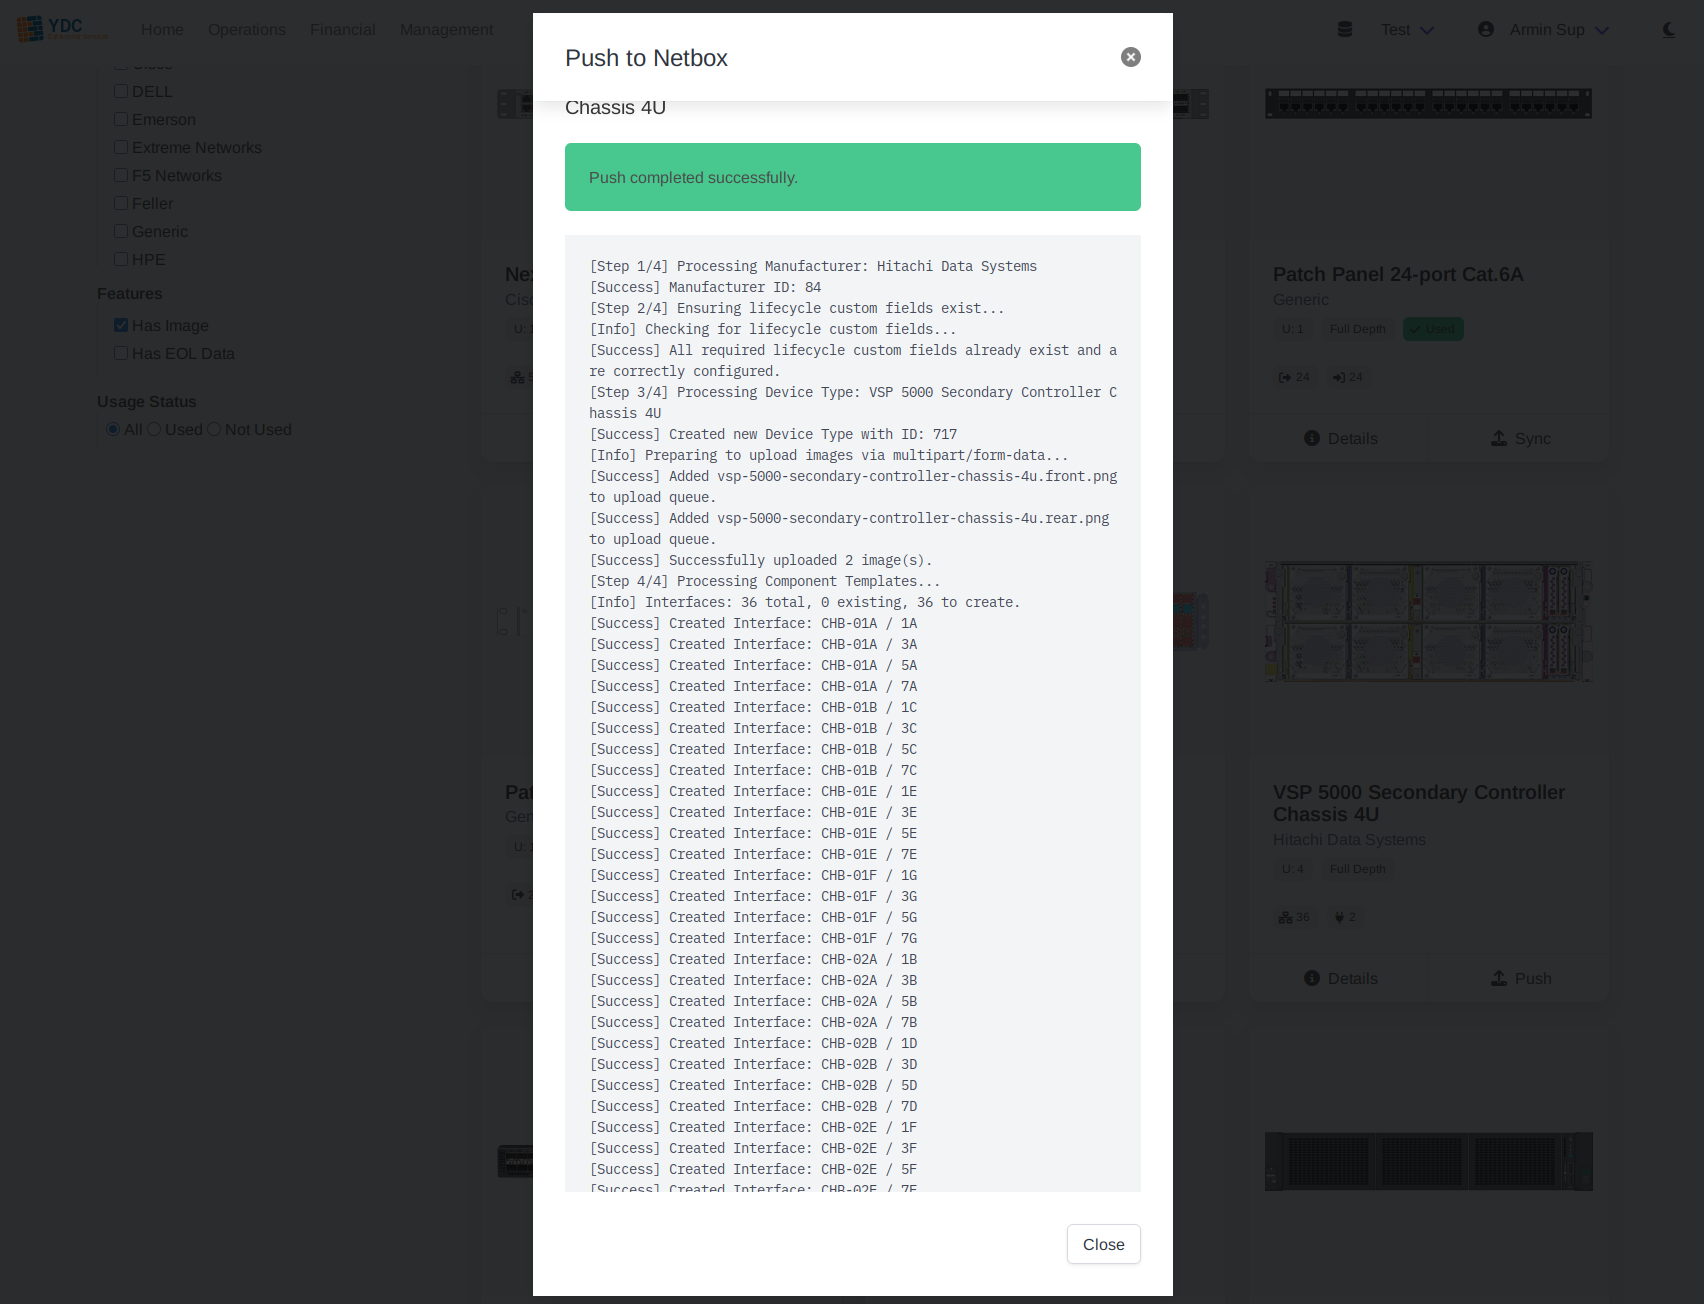 YDC
Home
Operations
Financial
Management
Test
Armin Sup
DELL
Emerson
Extreme Networks
F5 Networks
Feller
Generic
HPE
Features
Has Image
Has EOL Data
Usage Status
All
Used
Not Used
Push to Netbox
Chassis 4U
Push completed successfully.
[Step 1/4] Processing Manufacturer: Hitachi Data Systems
[Success] Manufacturer ID: 84
[Step 2/4] Ensuring lifecycle custom fields exist...
[Info] Checking for lifecycle custom fields...
[Success] All required lifecycle custom fields already exist and a
re correctly configured.
[Step 3/4] Processing Device Type: VSP 5000 Secondary Controller C
hassis 4U
[Success] Created new Device Type with ID: 717
[Info] Preparing to upload images via multipart/form-data...
[Success] Added vsp-5000-secondary-controller-chassis-4u.front.png
to upload queue.
[Success] Added vsp-5000-secondary-controller-chassis-4u.rear.png
to upload queue.
[Success] Successfully uploaded 2 image(s).
[Step 4/4] Processing Component Templates...
[Info] Interfaces: 36 total, 0 existing, 36 to create.
[Success] Created Interface: CHB-01A / 1A
[Success] Created Interface: CHB-01A / 3A
[Success] Created Interface: CHB-01A / 5A
[Success] Created Interface: CHB-01A / 7A
[Success] Created Interface: CHB-01B / 1C
[Success] Created Interface: CHB-01B / 3C
[Success] Created Interface: CHB-01B / 5C
[Success] Created Interface: CHB-01B / 7C
[Success] Created Interface: CHB-01E / 1E
[Success] Created Interface: CHB-01E / 3E
[Success] Created Interface: CHB-01E / 5E
[Success] Created Interface: CHB-01E / 7E
[Success] Created Interface: CHB-01F / 1G
[Success] Created Interface: CHB-01F / 3G
[Success] Created Interface: CHB-01F / 5G
[Success] Created Interface: CHB-01F / 7G
[Success] Created Interface: CHB-02A / 1B
[Success] Created Interface: CHB-02A / 3B
[Success] Created Interface: CHB-02A / 5B
[Success] Created Interface: CHB-02A / 7B
[Success] Created Interface: CHB-02B / 1D
[Success] Created Interface: CHB-02B / 3D
[Success] Created Interface: CHB-02B / 5D
[Success] Created Interface: CHB-02B / 7D
[Success] Created Interface: CHB-02E / 1F
[Success] Created Interface: CHB-02E / 3F
[Success] Created Interface: CHB-02E / 5F
[Success] Created Interface: CHB-02E / 7F
Close
Patch Panel 24-port Cat.6A
Generic
U: 1
Full Depth
Used
24
24
Details
Sync
VSP 5000 Secondary Controller
Chassis 4U
Hitachi Data Systems
U: 4
Full Depth
36
2
Details
Push